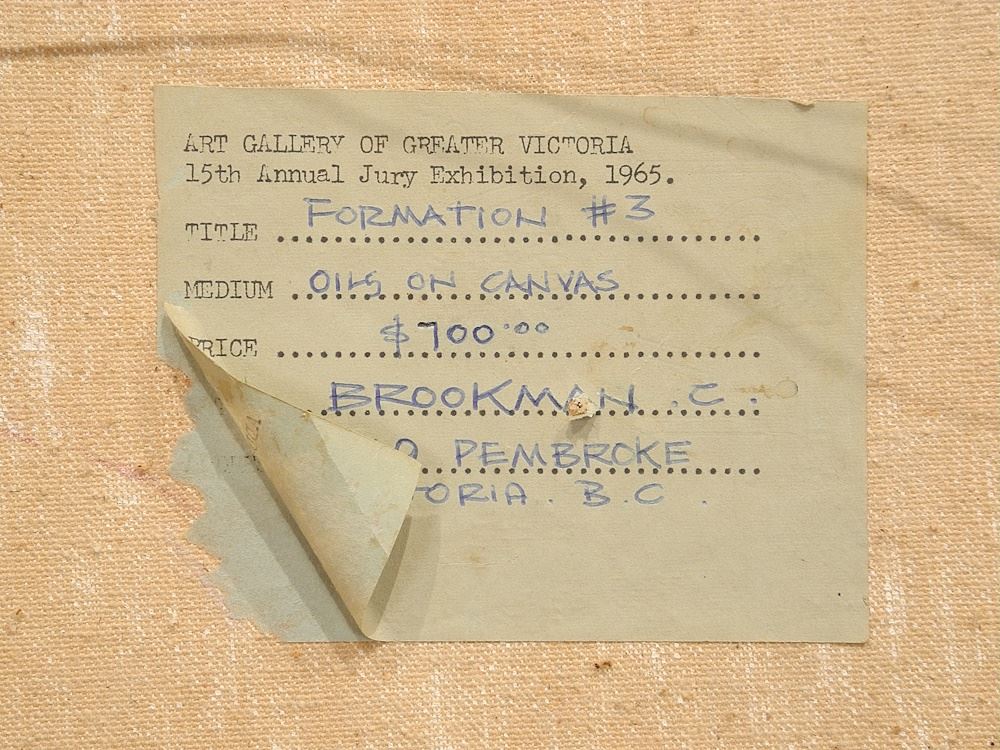 ART GALLERY OF GREATER VICTORIA
15th Annual Jury Exhibition, 1965.
TITLE FORMATION #3
MEDIUM OILS ON CANVAS
PRICE $700.00
BROOKMAN . C .
PEMBROKE
B.C .